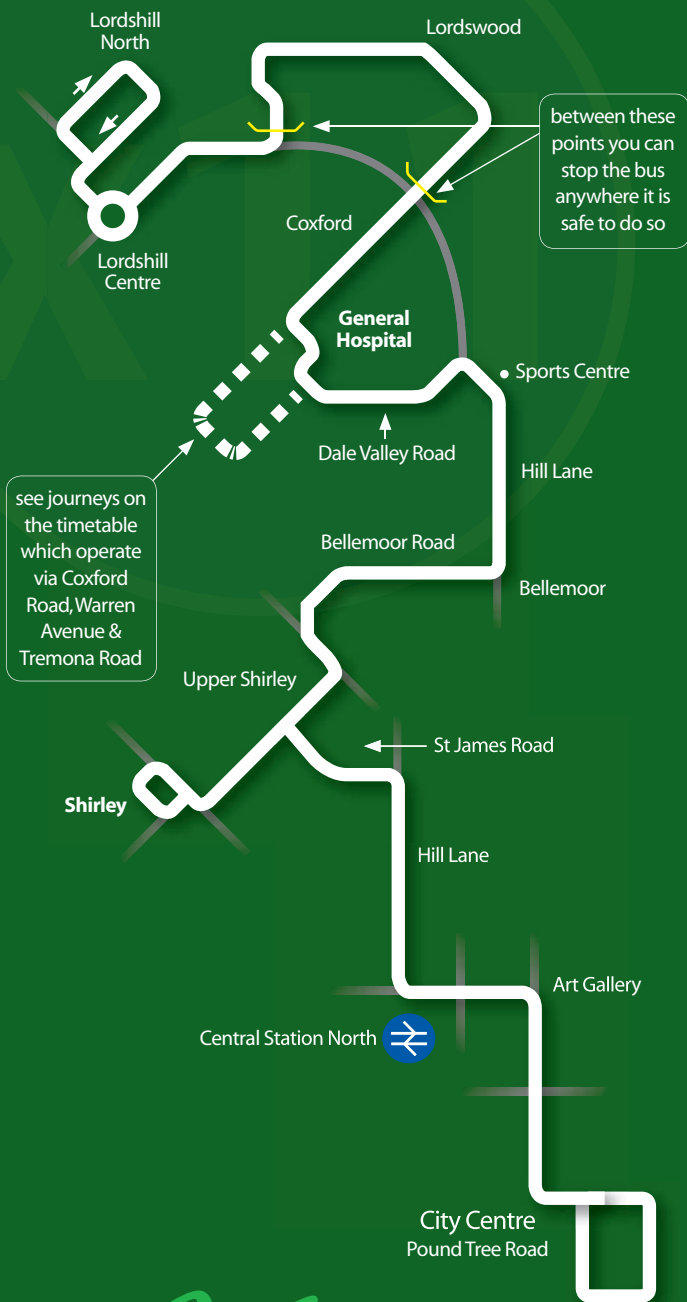 Lordshill
North
Lordswood
between these
points you can
stop the bus
anywhere it is
safe to do so
Coxford
Lordshill
Centre
General
Hospital
Sports Centre
Dale Valley Road
Hill Lane
see journeys on
the timetable
which operate
via Coxford
Road, Warren
Avenue &
Tremona Road
Bellemoor Road
Bellemoor
Upper Shirley
St James Road
Shirley
Hill Lane
Art Gallery
Central Station North
City Centre
Pound Tree Road